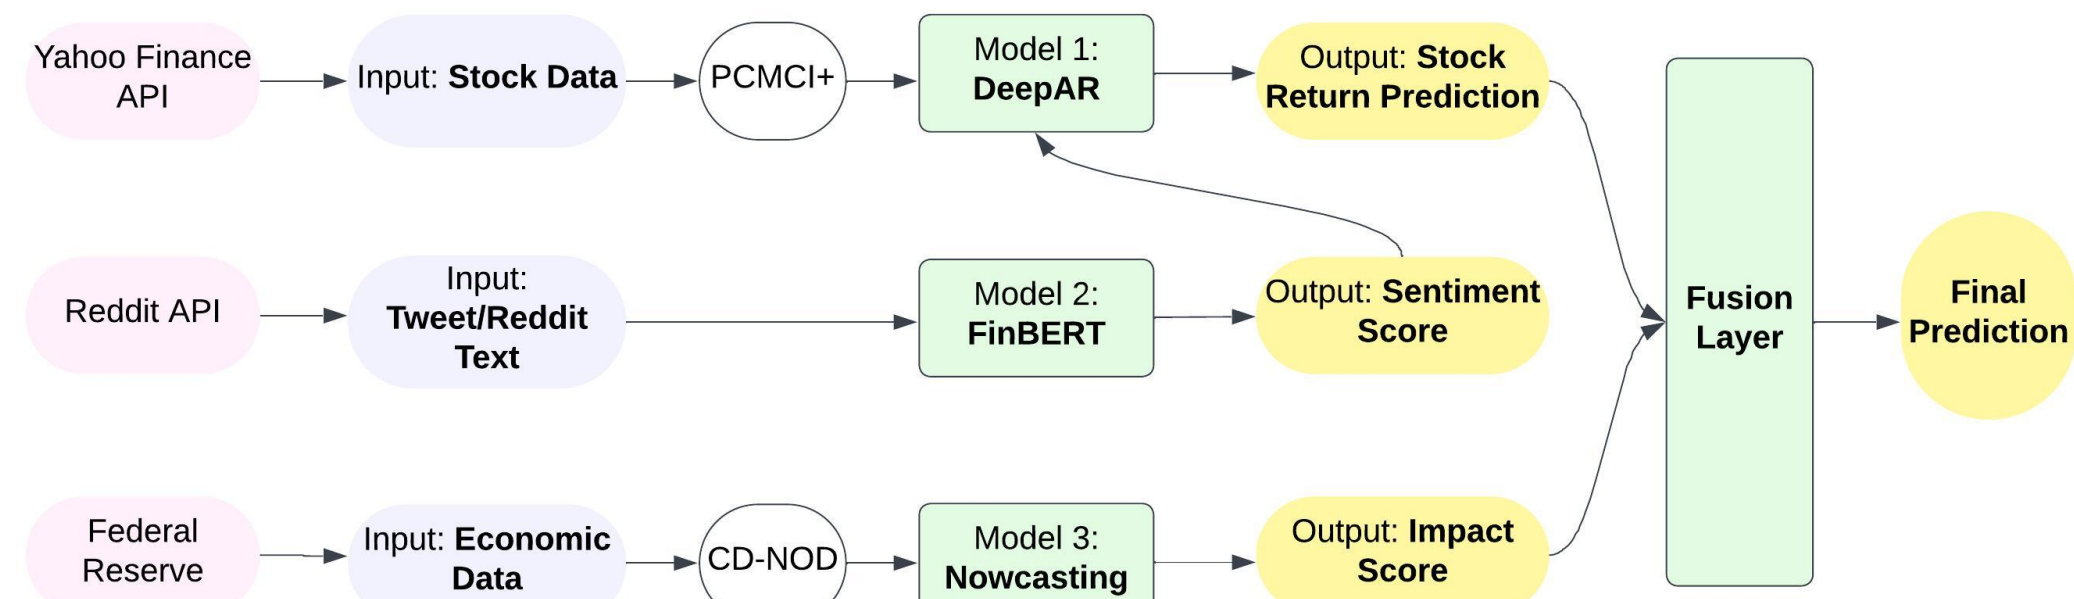 Yahoo Finance
API
Input: Stock Data
PCMCI+
Model 1:
DeepAR
Output: Stock
Return Prediction
Reddit API
Input:
Tweet/Reddit
Text
Model 2:
FinBERT
Output: Sentiment
Score
Federal
Reserve
Input: Economic
Data
CD-NOD
Model 3:
Nowcasting
Output: Impact
Score
Fusion
Layer
Final
Prediction